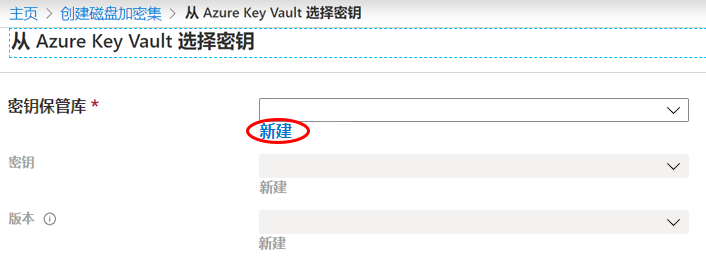 主页 > 创建磁盘加密集 > 从 Azure Key Vault 选择密钥
从 Azure Key Vault 选择密钥
密钥保管库 *
新建
密钥
新建
版本
新建